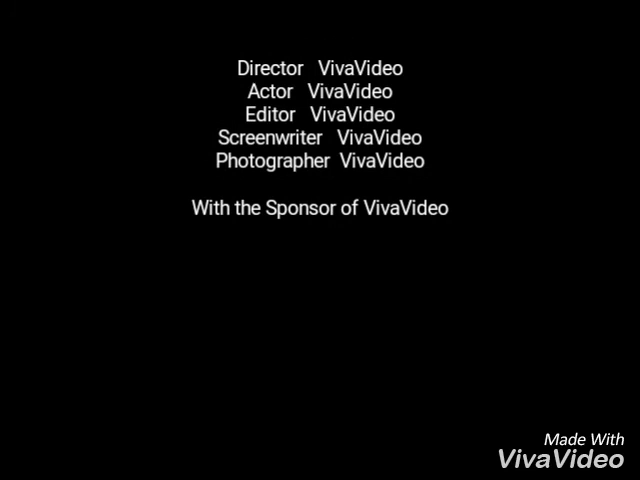 Director VivaVideo
Actor VivaVideo
Editor VivaVideo
Screenwriter VivaVideo
Photographer VivaVideo
With the Sponsor of VivaVideo
Made With
VivaVideo